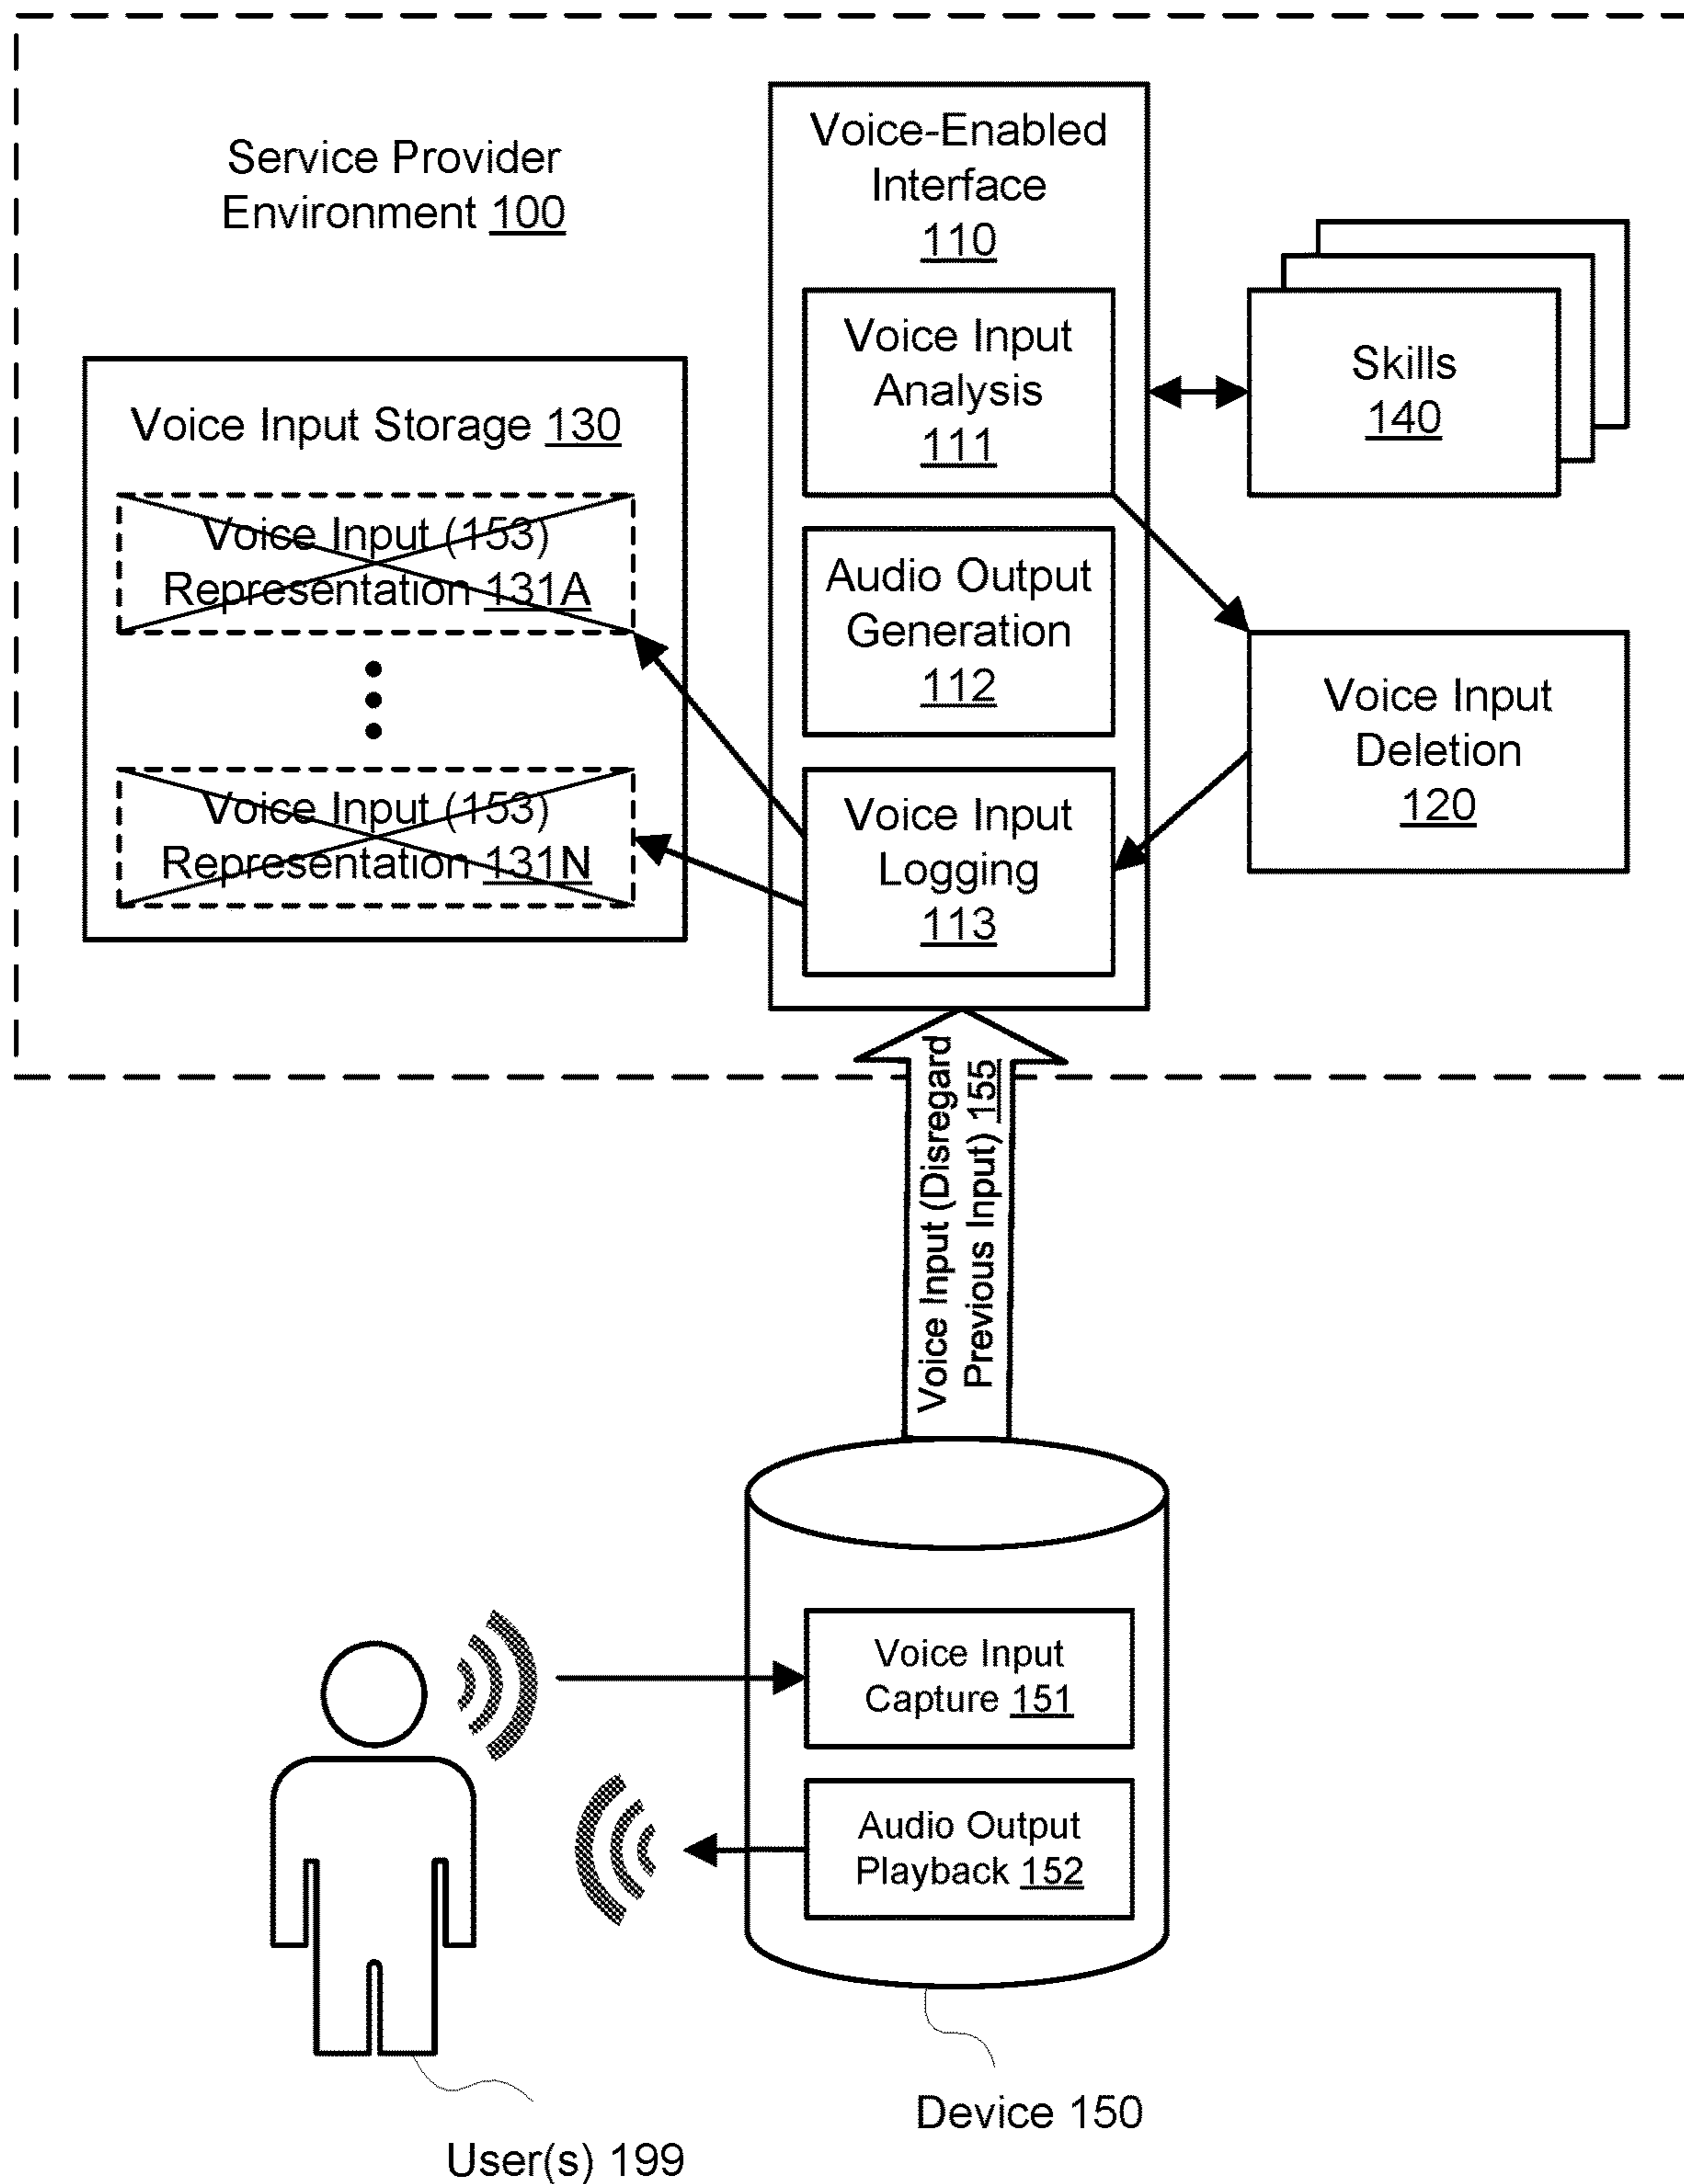 Service Provider
Environment 100
Voice-Enabled
Interface
110
Voice Input
Analysis
111
Skills
140
Voice Input Storage 130
Voice Input (153)
Representation 131A
Voice Input (153)
Representation 131N
Audio Output
Generation
112
Voice Input
Deletion
120
Voice Input
Logging
113
Voice Input (Disregard
Previous Input) 155
Voice Input
Capture 151
Audio Output
Playback 152
Device 150
User(s) 199